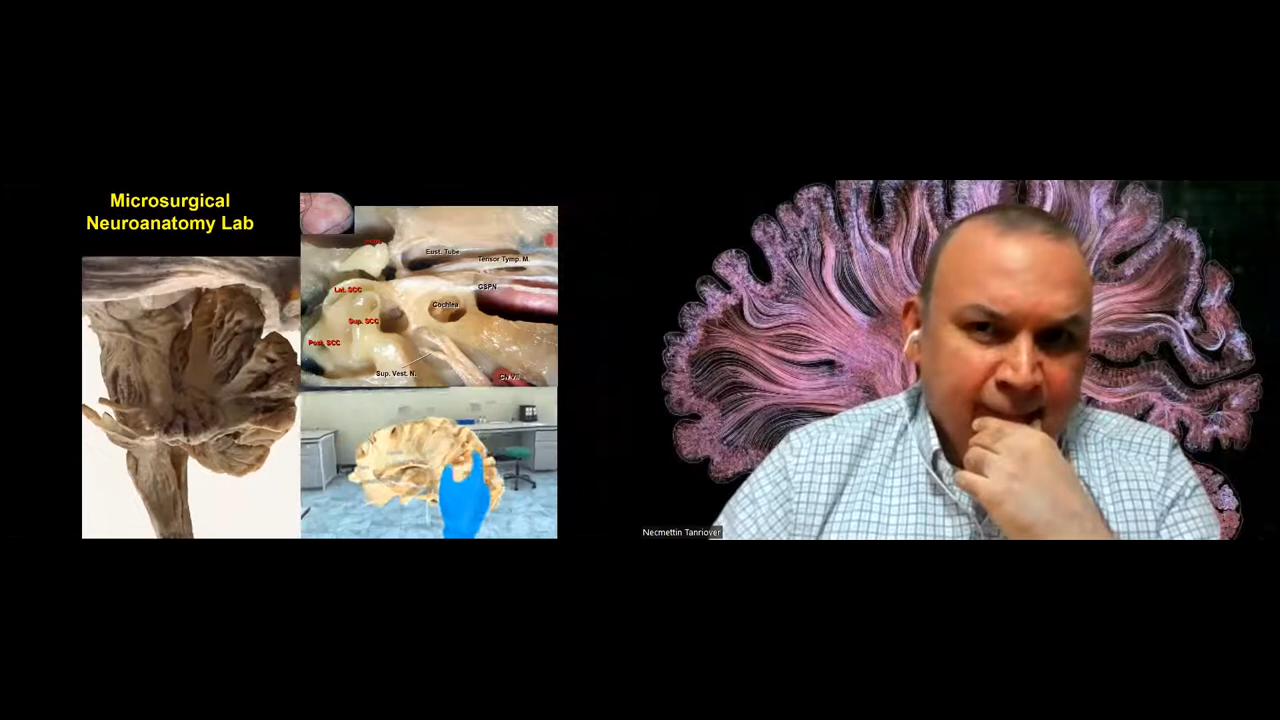 Microsurgical
Neuroanatomy Lab
Eust. Tube
Tensor Tymp. M.
GSPN
Lat. SCC
Cochlea
Sup. SCC
Post. SCC
Sup. Vest. N.
Necmettin Tanriover